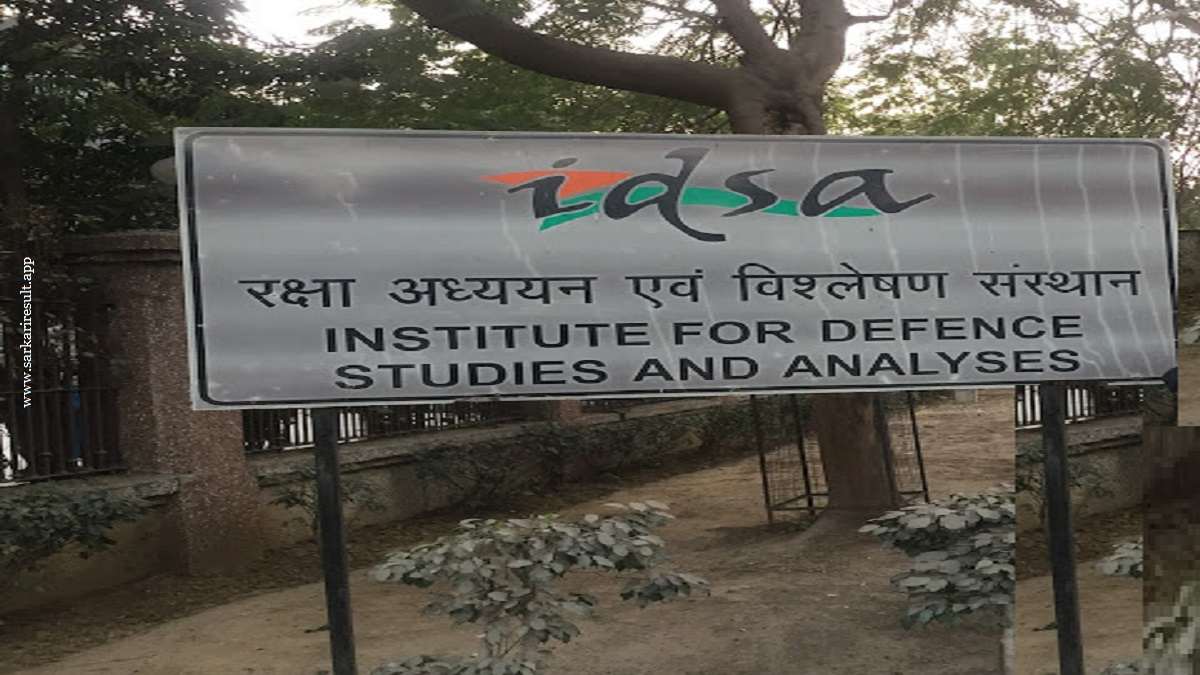 idsa
रक्षा अध्ययन एवं विश्लेषण संस्थान
INSTITUTE FOR DEFENCE
STUDIES AND ANALYSES
www.sarkariresult.app